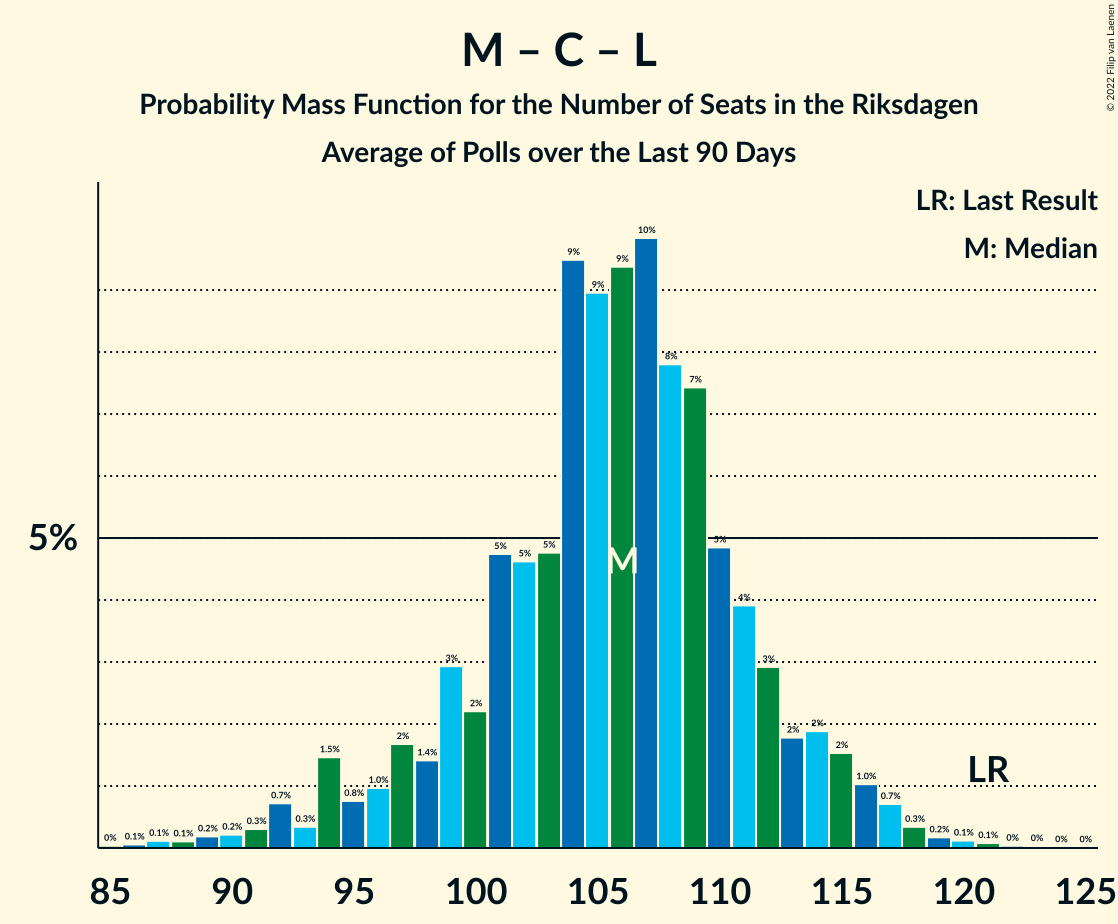 M – C – L
Probability Mass Function for the Number of Seats in the Riksdagen
Average of Polls over the Last 90 Days
© 2022 Filip van Laenen
LR: Last Result
M: Median
5%
0% 0.1% 0.1% 0.1% 0.2% 0.2% 0.3% 0.7% 0.3% 1.5% 0.8% 1.0% 2% 1.4% 3% 2% 5% 5% 5% 9% 9% 9% 10% 8% 7% 5% 4% 3% 2% 2% 2% 1.0% 0.7% 0.3% 0.2% 0.1% 0.1% 0% 0% 0% 0%
M
LR
85 90 95 100 105 110 115 120 125